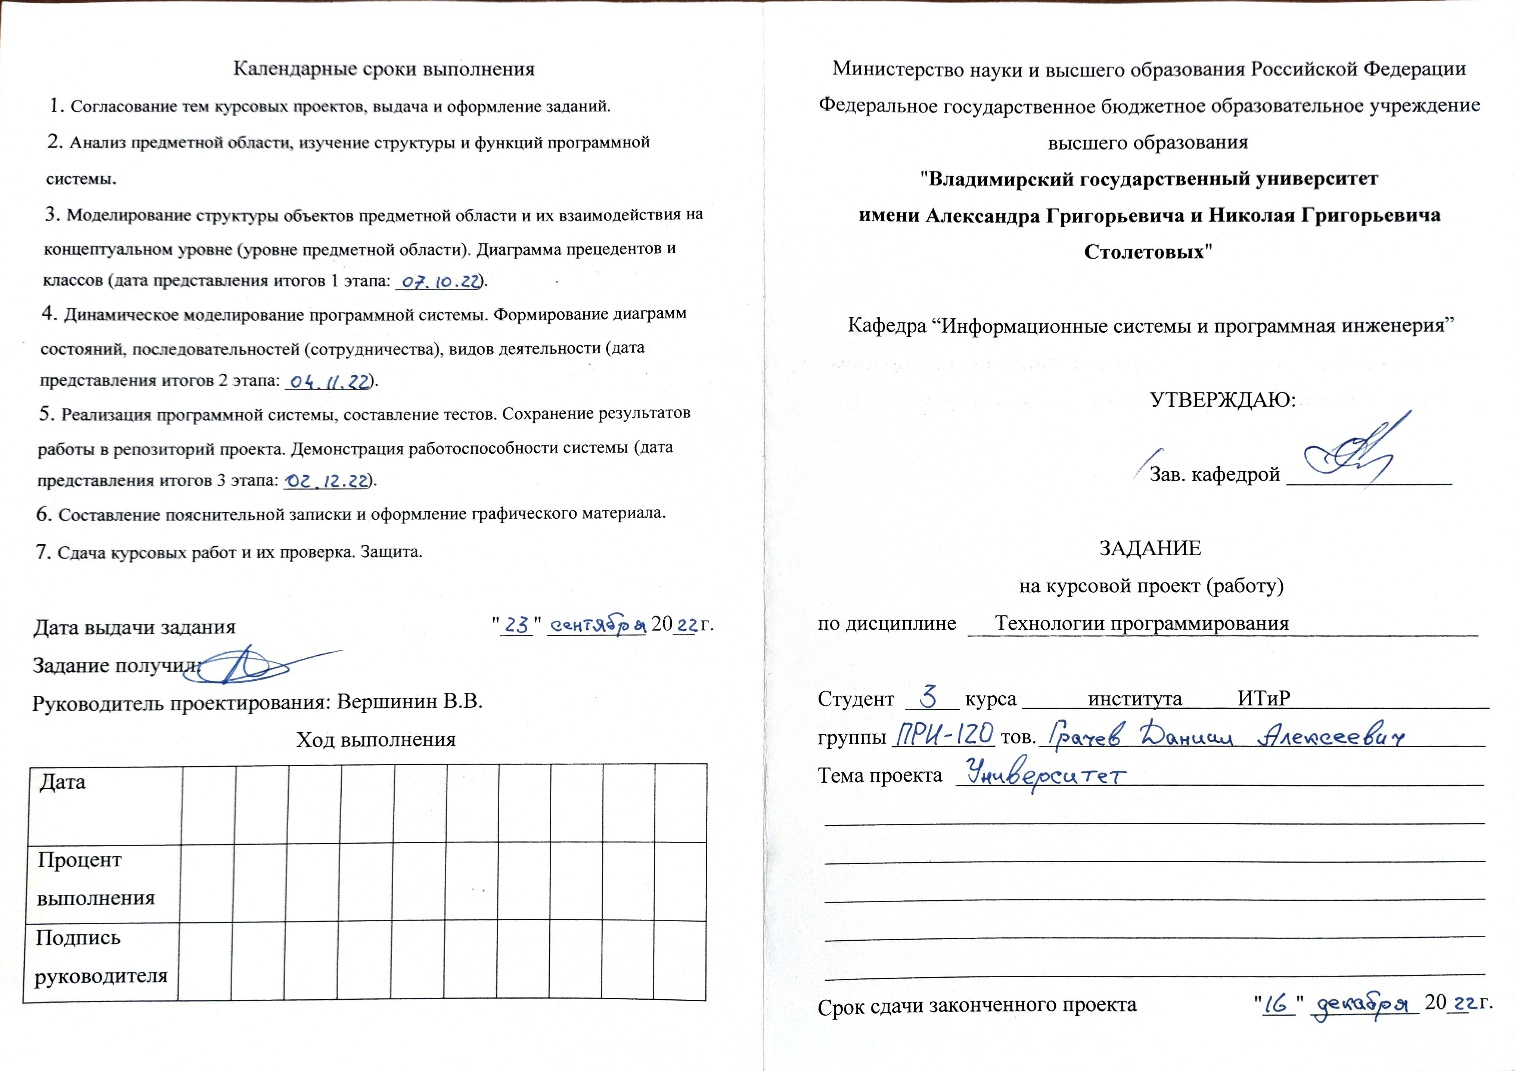 Календарные сроки выполнения
1. Согласование тем курсовых проектов, выдача и оформление заданий.
2. Анализ предметной области, изучение структуры и функций программной
системы.
3. Моделирование структуры объектов предметной области и их взаимодействия на
концептуальном уровне (уровне предметной области). Диаграмма прецедентов и
классов (дата представления итогов 1 этапа: 07.10.22).
4. Динамическое моделирование программной системы. Формирование диаграмм
состояний, последовательностей (сотрудничества), видов деятельности (дата
представления итогов 2 этапа: 04.11.22).
5. Реализация программной системы, составление тестов. Сохранение результатов
работы в репозиторий проекта. Демонстрация работоспособности системы (дата
представления итогов 3 этапа: 02.12.22).
6. Составление пояснительной записки и оформление графического материала.
7. Сдача курсовых работ и их проверка. Защита.
Дата выдачи задания "23" сентября 2022г.
Задание получил:
Руководитель проектирования: Вершинин В.В.
Ход выполнения
Дата
Процент
выполнения
Подпись
руководителя
Министерство науки и высшего образования Российской Федерации
Федеральное государственное бюджетное образовательное учреждение
высшего образования
"Владимирский государственный университет
имени Александра Григорьевича и Николая Григорьевича
Столетовых"
Кафедра “Информационные системы и программная инженерия”
УТВЕРЖДАЮ:
Зав. кафедрой
ЗАДАНИЕ
на курсовой проект (работу)
по дисциплине Технологии программирования
Студент 3 курса института ИТиР
группы ПРИ-120 тов. Грачев Даниил Алексеевич
Тема проекта Университет
Срок сдачи законченного проекта "16" декабря 2022г.